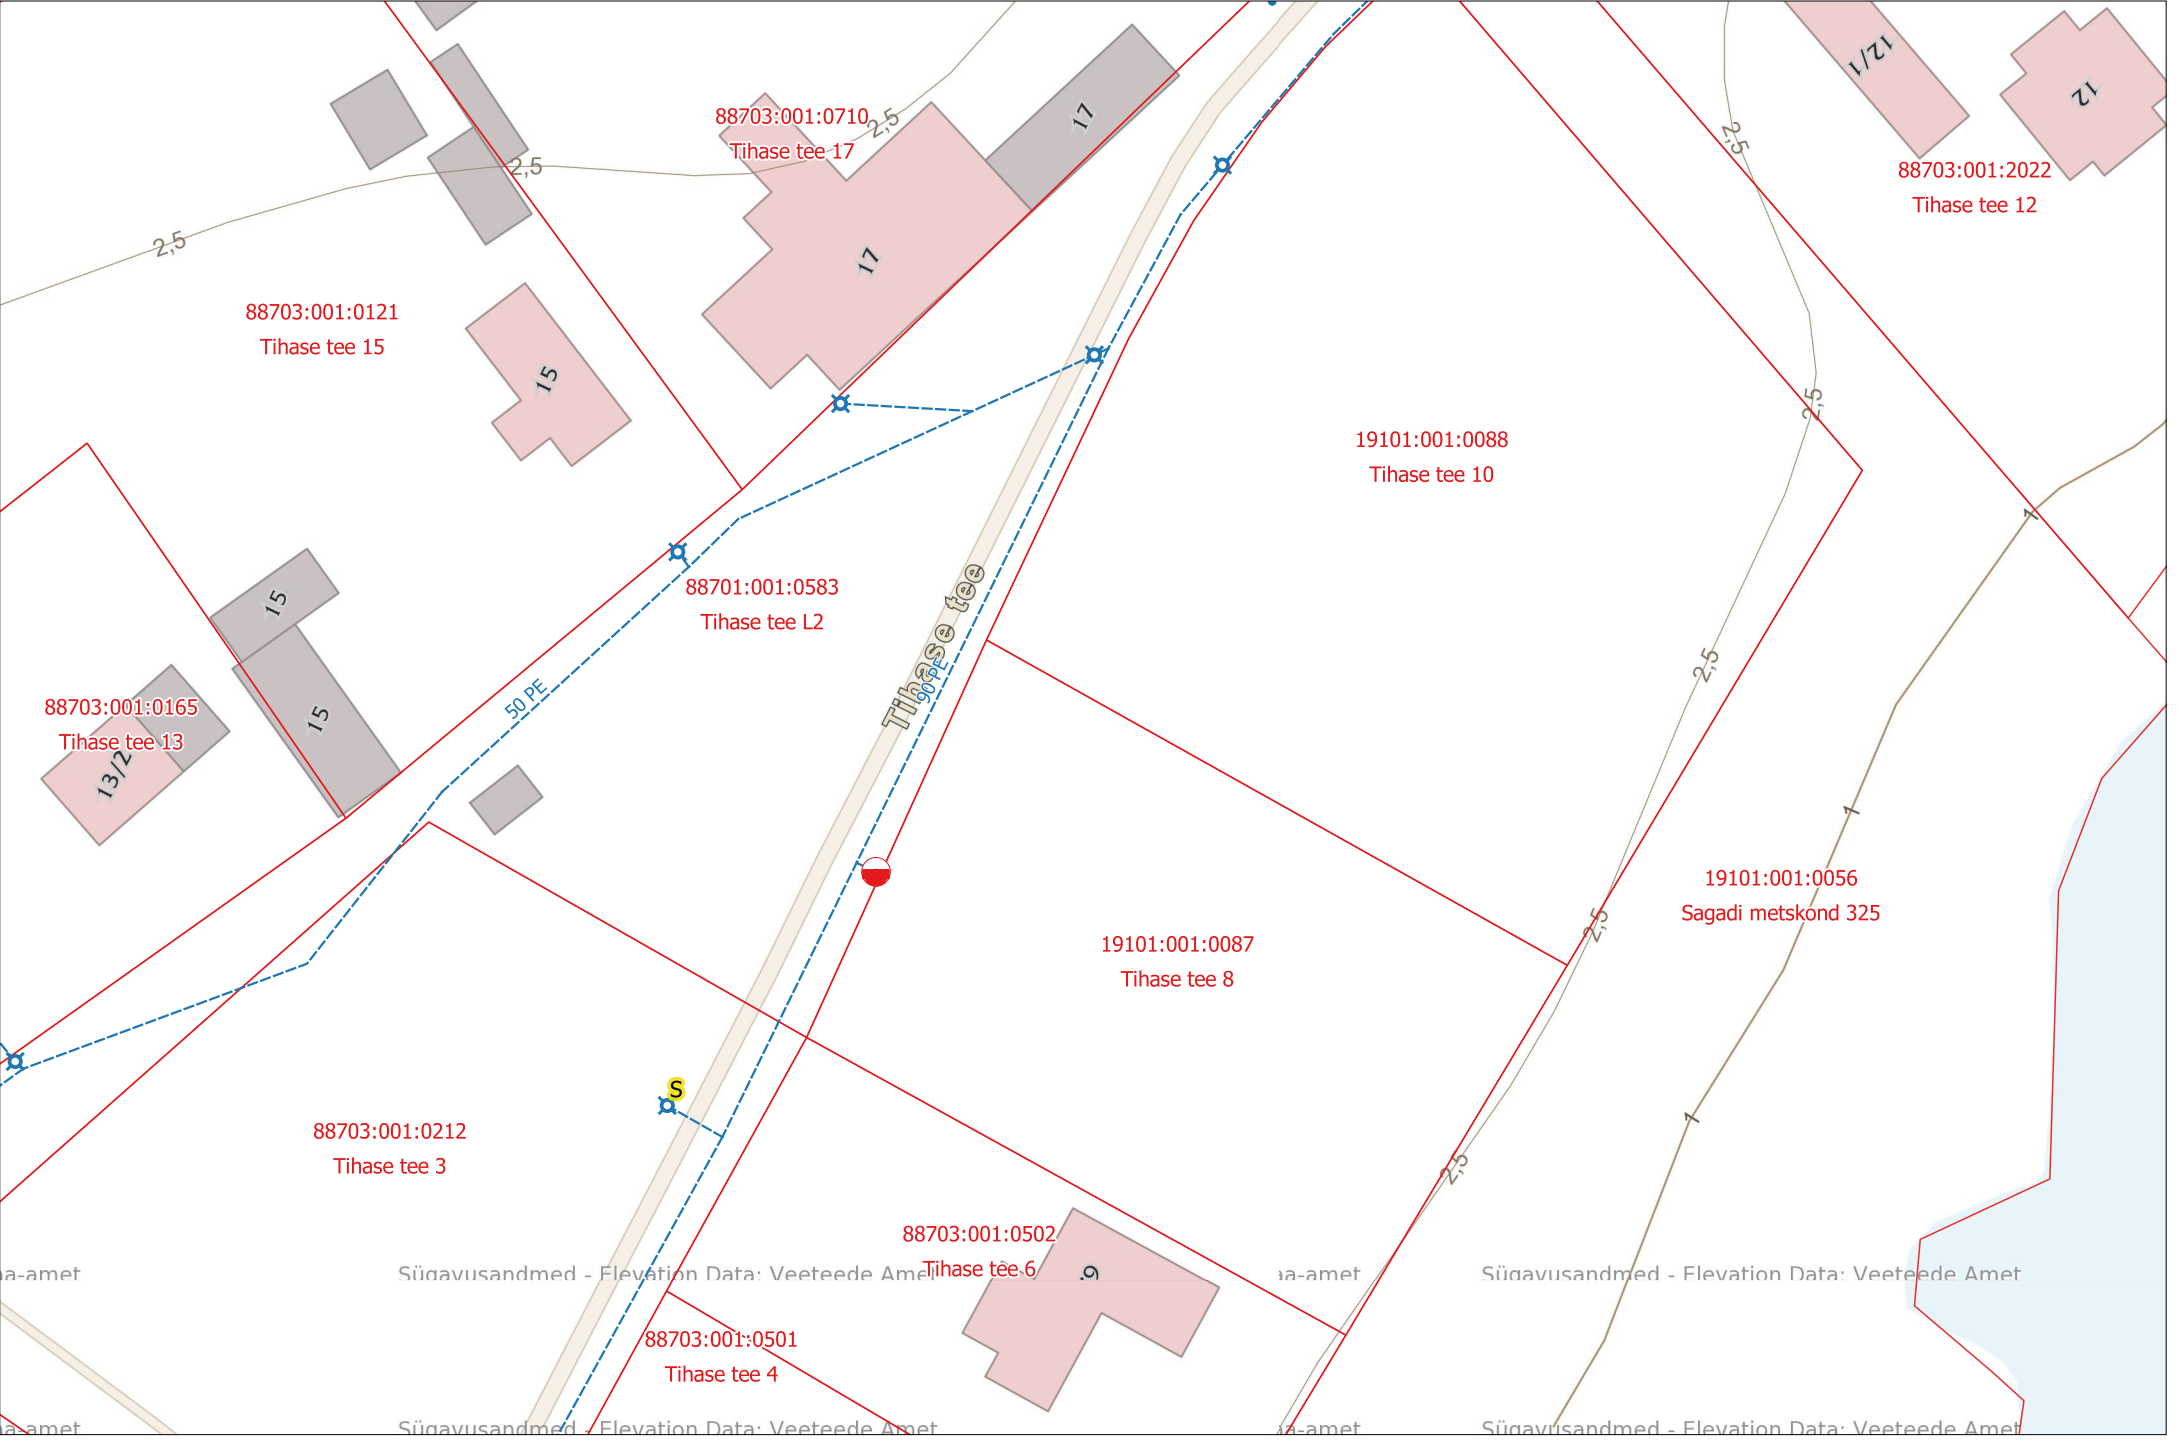 12/1
12
88703:001:0710
Tihase tee 17
2,5
17
2,5
2,5
88703:001:2022
Tihase tee 12
2,5
17
88703:001:0121
Tihase tee 15
15
2,5
19101:001:0088
Tihase tee 10
1
88701:001:0583
Tihase tee L2
Tihase tee
90 PE
50 PE
15
15
2,5
88703:001:0165
Tihase tee 13
13/2
1
19101:001:0056
Sagadi metskond 325
2,5
19101:001:0087
Tihase tee 8
S
1
88703:001:0212
Tihase tee 3
2,5
88703:001:0502
Tihase tee 6
a-amet
Sügavusandmed - Elevation Data: Veeteede Amet
aa-amet
Sügavusandmed - Elevation Data: Veeteede Amet
88703:001:0501
Tihase tee 4
a-amet
Sügavusandmed - Elevation Data: Veeteede Amet
a-amet
Sügavusandmed - Elevation Data: Veeteede Amet